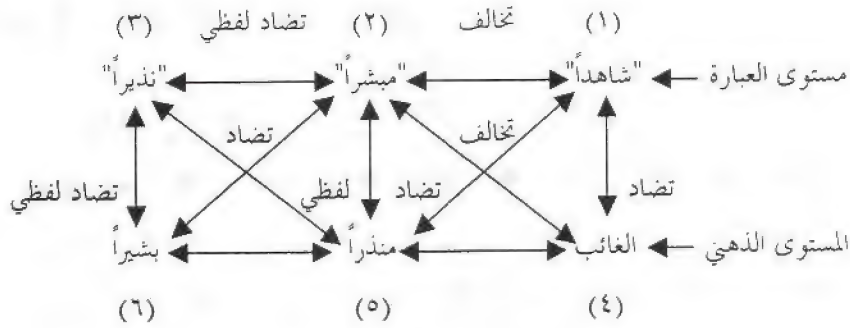 (١) (٢) (٣)
تخالف تضاد لفظي
مستوى العبارة "شاهداً" "مبشراً" "نذيراً"
تخالف تضاد
تضاد تضاد لفظي تضاد لفظي
المستوى الذهني الغائب منذراً بشيراً
(٤) (٥) (٦)